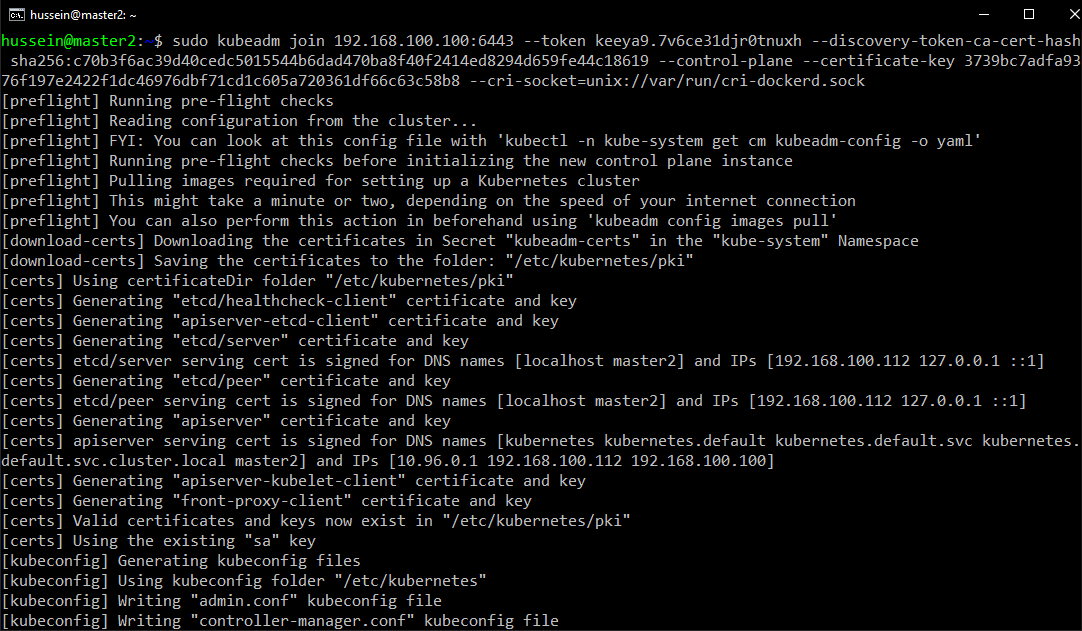 hussein@master2: ~
hussein@master2:~$ sudo kubeadm join 192.168.100.100:6443 --token keeya9.7v6ce31djr0tnuxh --discovery-token-ca-cert-hash
sha256:c70b3f6ac39d40cedc5015544b6dad470ba8f40f2414ed8294d659fe44c18619 --control-plane --certificate-key 3739bc7adfa93
76f197e2422f1dc46976dbf71cd1c605a720361df66c63c58b8 --cri-socket=unix://var/run/cri-dockerd.sock
[preflight] Running pre-flight checks
[preflight] Reading configuration from the cluster...
[preflight] FYI: You can look at this config file with 'kubectl -n kube-system get cm kubeadm-config -o yaml'
[preflight] Running pre-flight checks before initializing the new control plane instance
[preflight] Pulling images required for setting up a Kubernetes cluster
[preflight] This might take a minute or two, depending on the speed of your internet connection
[preflight] You can also perform this action in beforehand using 'kubeadm config images pull'
[download-certs] Downloading the certificates in Secret "kubeadm-certs" in the "kube-system" Namespace
[download-certs] Saving the certificates to the folder: "/etc/kubernetes/pki"
[certs] Using certificateDir folder "/etc/kubernetes/pki"
[certs] Generating "etcd/healthcheck-client" certificate and key
[certs] Generating "apiserver-etcd-client" certificate and key
[certs] Generating "etcd/server" certificate and key
[certs] etcd/server serving cert is signed for DNS names [localhost master2] and IPs [192.168.100.112 127.0.0.1 ::1]
[certs] Generating "etcd/peer" certificate and key
[certs] etcd/peer serving cert is signed for DNS names [localhost master2] and IPs [192.168.100.112 127.0.0.1 ::1]
[certs] Generating "apiserver" certificate and key
[certs] apiserver serving cert is signed for DNS names [kubernetes kubernetes.default kubernetes.default.svc kubernetes.
default.svc.cluster.local master2] and IPs [10.96.0.1 192.168.100.112 192.168.100.100]
[certs] Generating "apiserver-kubelet-client" certificate and key
[certs] Generating "front-proxy-client" certificate and key
[certs] Valid certificates and keys now exist in "/etc/kubernetes/pki"
[certs] Using the existing "sa" key
[kubeconfig] Generating kubeconfig files
[kubeconfig] Using kubeconfig folder "/etc/kubernetes"
[kubeconfig] Writing "admin.conf" kubeconfig file
[kubeconfig] Writing "controller-manager.conf" kubeconfig file